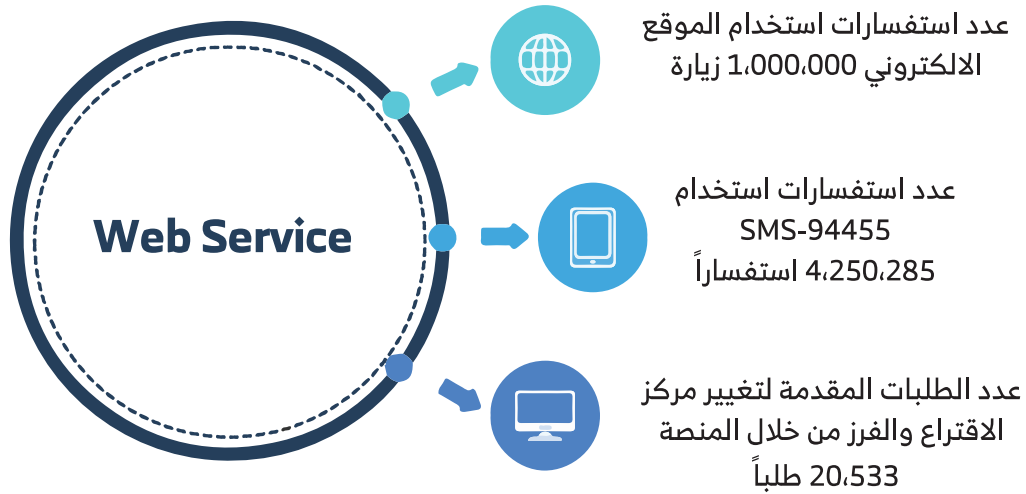 Web Service
عدد استفسارات استخدام الموقع
الالكتروني 1،000،000 زيارة
عدد استفسارات استخدام
SMS-94455
4،250،285 استفساراً
عدد الطلبات المقدمة لتغيير مركز
الاقتراع والفرز من خلال المنصة
20،533 طلباً